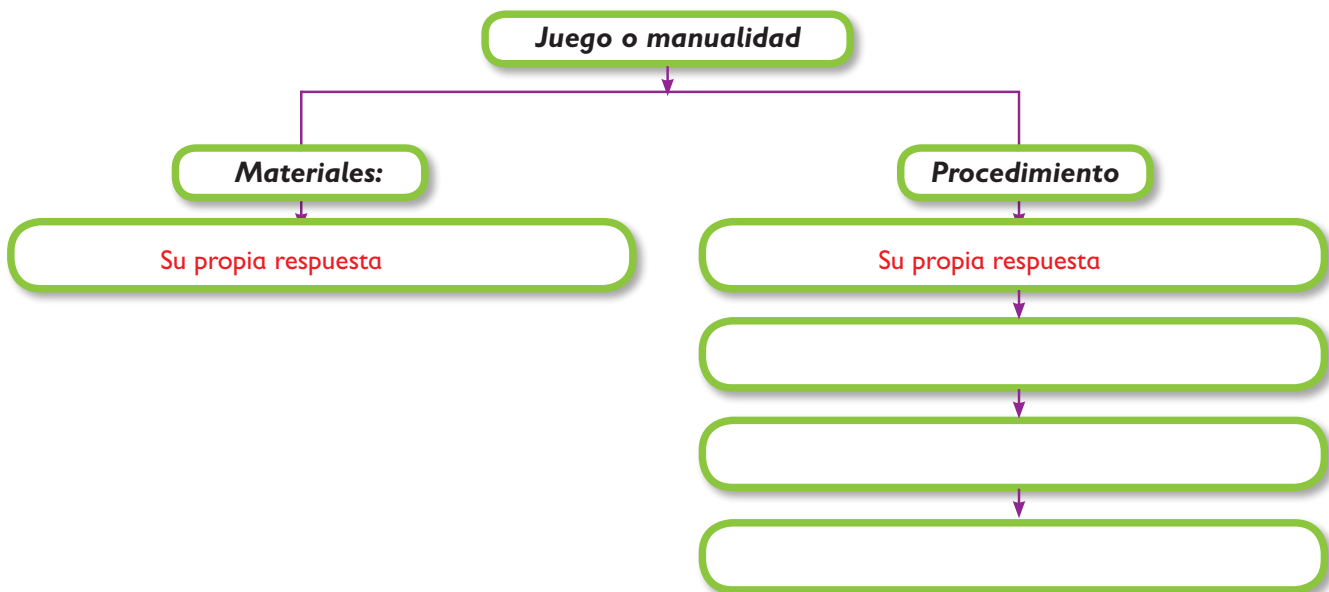 Juego o manualidad
Materiales:
Procedimiento
Su propia respuesta
Su propia respuesta